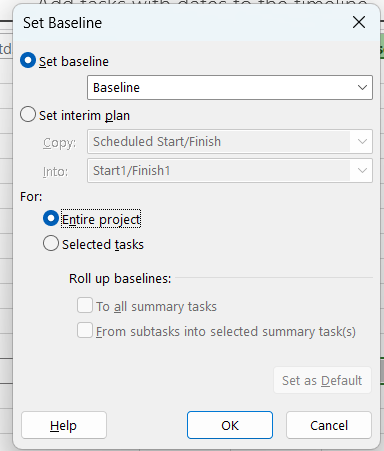 Add tasks with dates to the timeline
Set Baseline
Set baseline
Baseline
Set interim plan
Copy: Scheduled Start/Finish
Into: Start1/Finish1
For:
Entire project
Selected tasks
Roll up baselines:
To all summary tasks
From subtasks into selected summary task(s)
Set as Default
Help OK Cancel